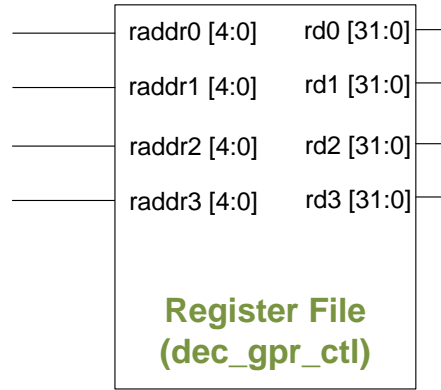 raddr0 [4:0] rd0 [31:0]
raddr1 [4:0] rd1 [31:0]
raddr2 [4:0] rd2 [31:0]
raddr3 [4:0] rd3 [31:0]
Register File
(dec_gpr_ctl)